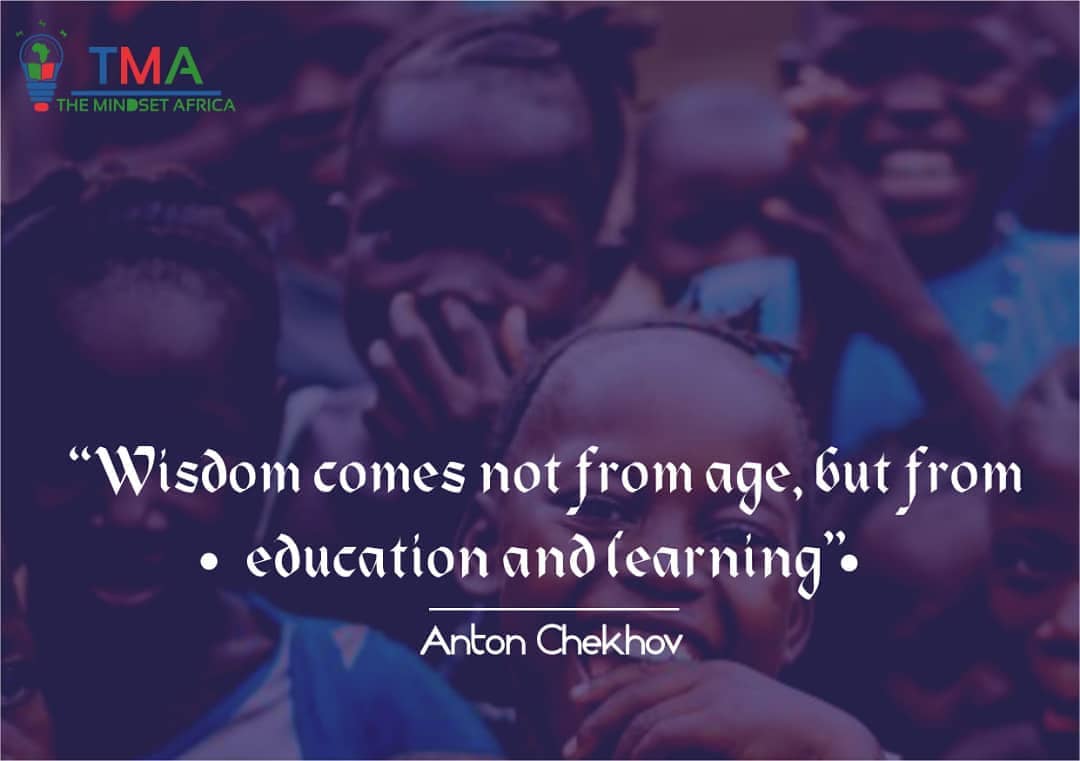 TMA
THE MINDSET AFRICA
“Wisdom comes not from age, but from
• education and learning”•
Anton Chekhov